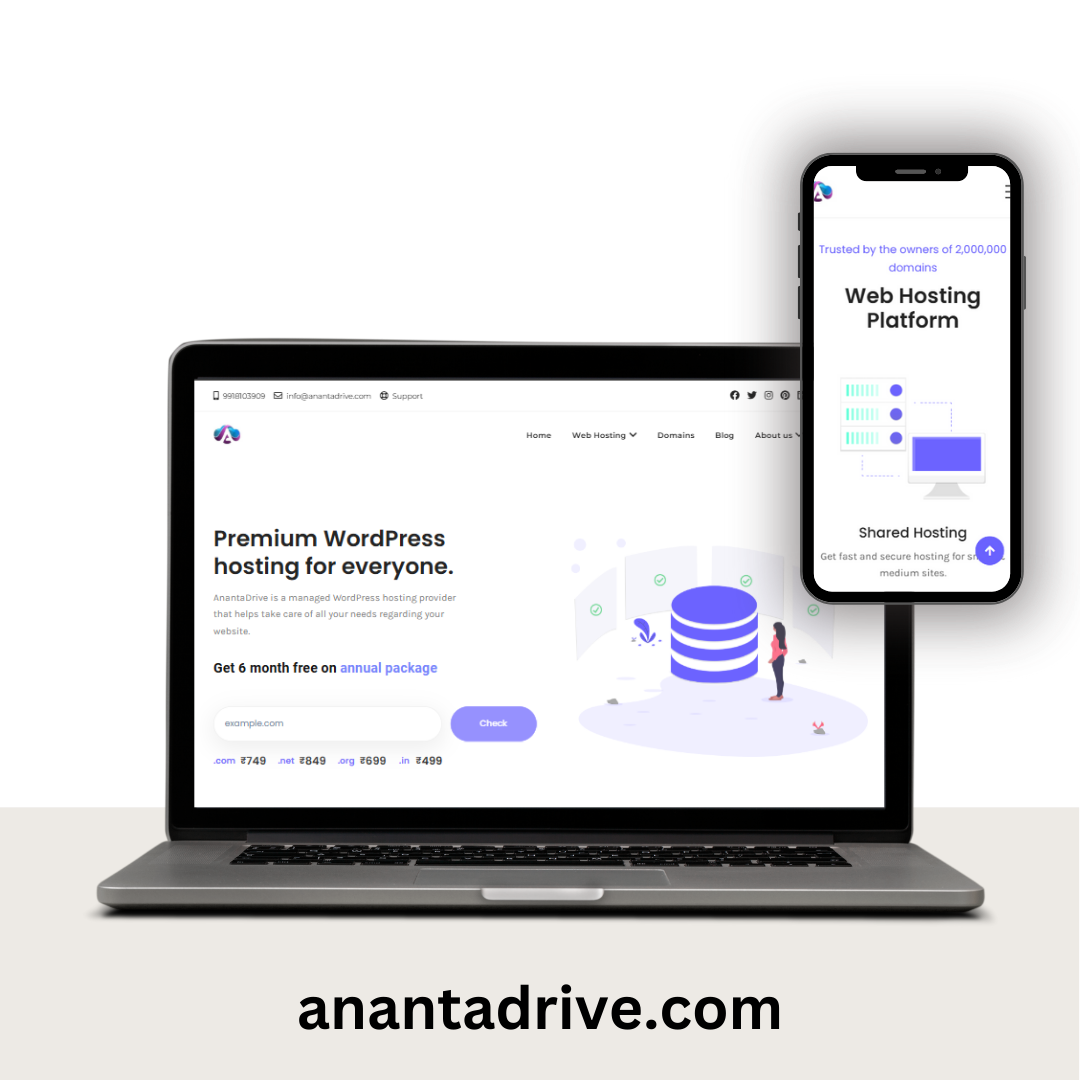 9918103909 info@anantadrive.com Support
Home Web Hosting Domains Blog About us
Premium WordPress
hosting for everyone.
AnantaDrive is a managed WordPress hosting provider
that helps take care of all your needs regarding your
website.
Get 6 month free on annual package
example.com Check
.com ₹749 .net ₹849 .org ₹699 .in ₹499
Trusted by the owners of 2,000,000
domains
Web Hosting
Platform
Shared Hosting
Get fast and secure hosting for
medium sites.
anantadrive.com